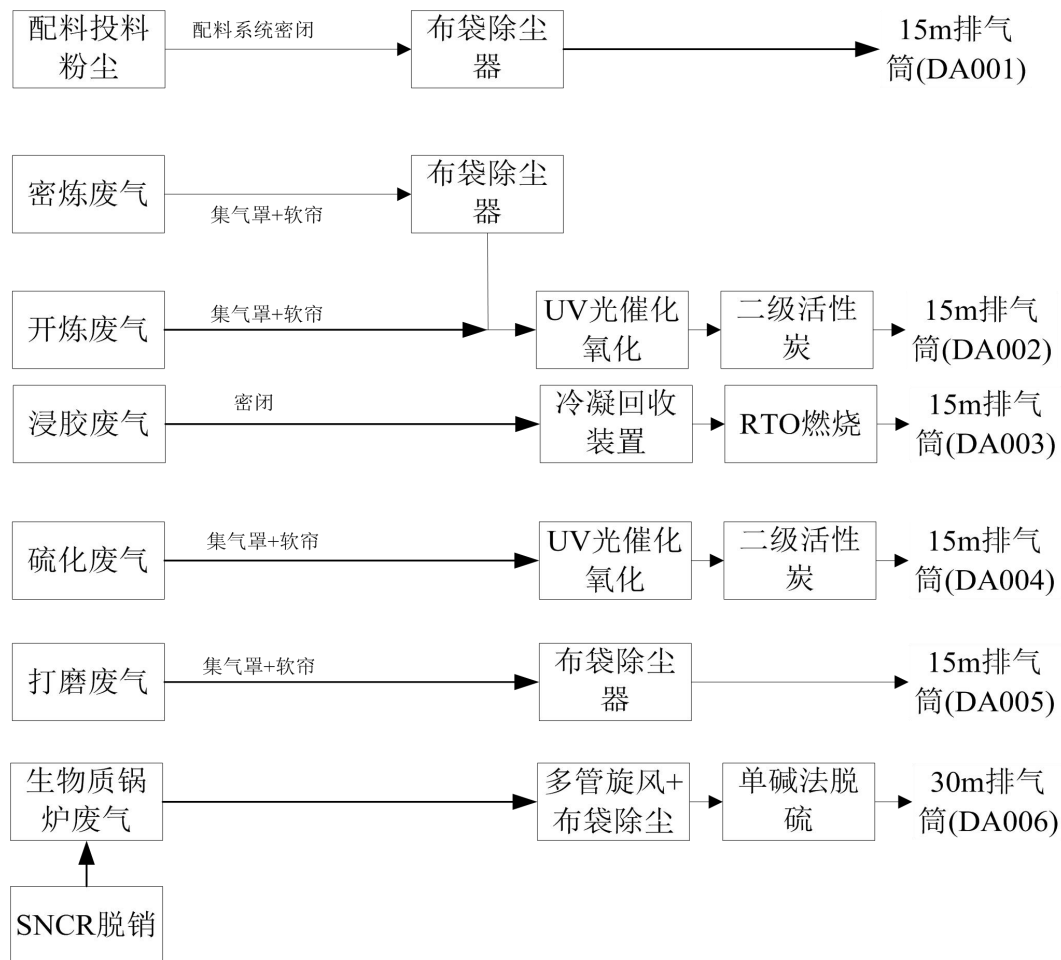 配料投料
粉尘
配料系统密闭
布袋除尘
器
15m排气
筒(DA001)
密炼废气
集气罩+软帘
布袋除尘
器
开炼废气
集气罩+软帘
UV光催化
氧化
二级活性
炭
15m排气
筒(DA002)
浸胶废气
密闭
冷凝回收
装置
RTO燃烧
15m排气
筒(DA003)
硫化废气
集气罩+软帘
UV光催化
氧化
二级活性
炭
15m排气
筒(DA004)
打磨废气
集气罩+软帘
布袋除尘
器
15m排气
筒(DA005)
生物质锅
炉废气
多管旋风+
布袋除尘
单碱法脱
硫
30m排气
筒(DA006)
SNCR脱销